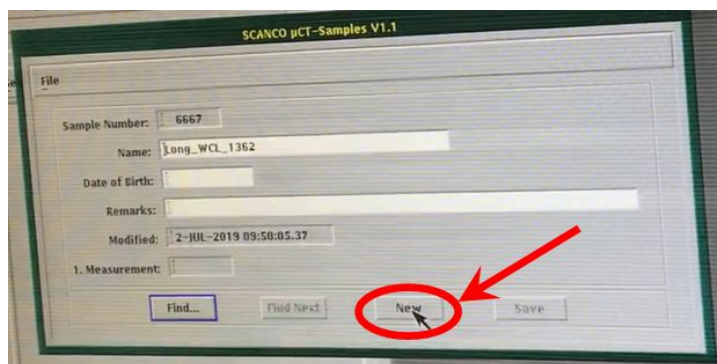 SCANCO µCT-Samples V1.1
File
Sample Number: 6667
Name: Long_WCL_1362
Date of Birth:
Remarks:
Modified: 2-JUL-2019 09:50:05.37
1. Measurement:
Find... Find Next New Save